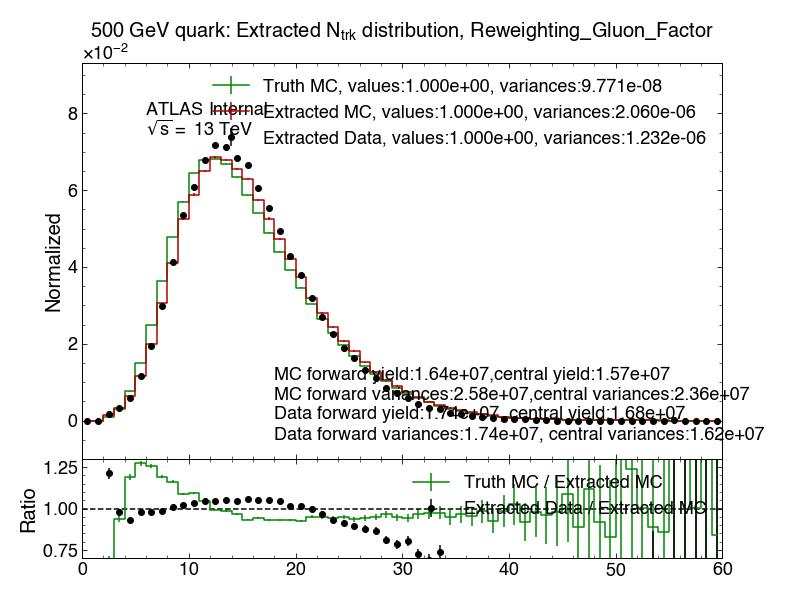 500 GeV quark: Extracted Ntrk distribution, Reweighting_Gluon_Factor
×10−2
Truth MC, values:1.000e+00, variances:9.771e-08
ATLAS Internal
Extracted MC, values:1.000e+00, variances:2.060e-06
√s = 13 TeV
Extracted Data, values:1.000e+00, variances:1.232e-06
8
6
4
2
0
Normalized
MC forward yield:1.64e+07,central yield:1.57e+07
MC forward variances:2.58e+07,central variances:2.36e+07
Data forward yield:1.74e+07, central yield:1.68e+07
Data forward variances:1.74e+07, central variances:1.62e+07
1.25
1.00
0.75
Ratio
Truth MC / Extracted MC
Extracted Data / Extracted MC
0 10 20 30 40 50 60